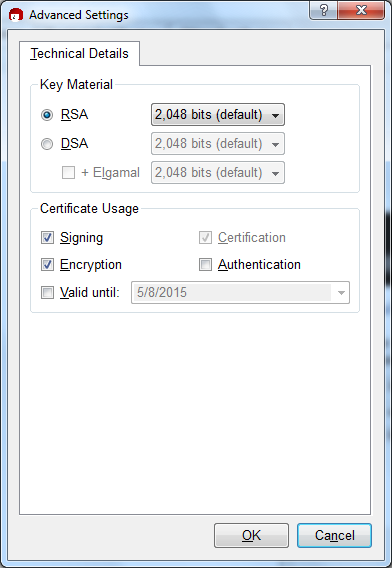 Advanced Settings
Technical Details
Key Material
RSA 2,048 bits (default)
DSA 2,048 bits (default)
+ Elgamal 2,048 bits (default)
Certificate Usage
Signing Certification
Encryption Authentication
Valid until: 5/8/2015
OK Cancel